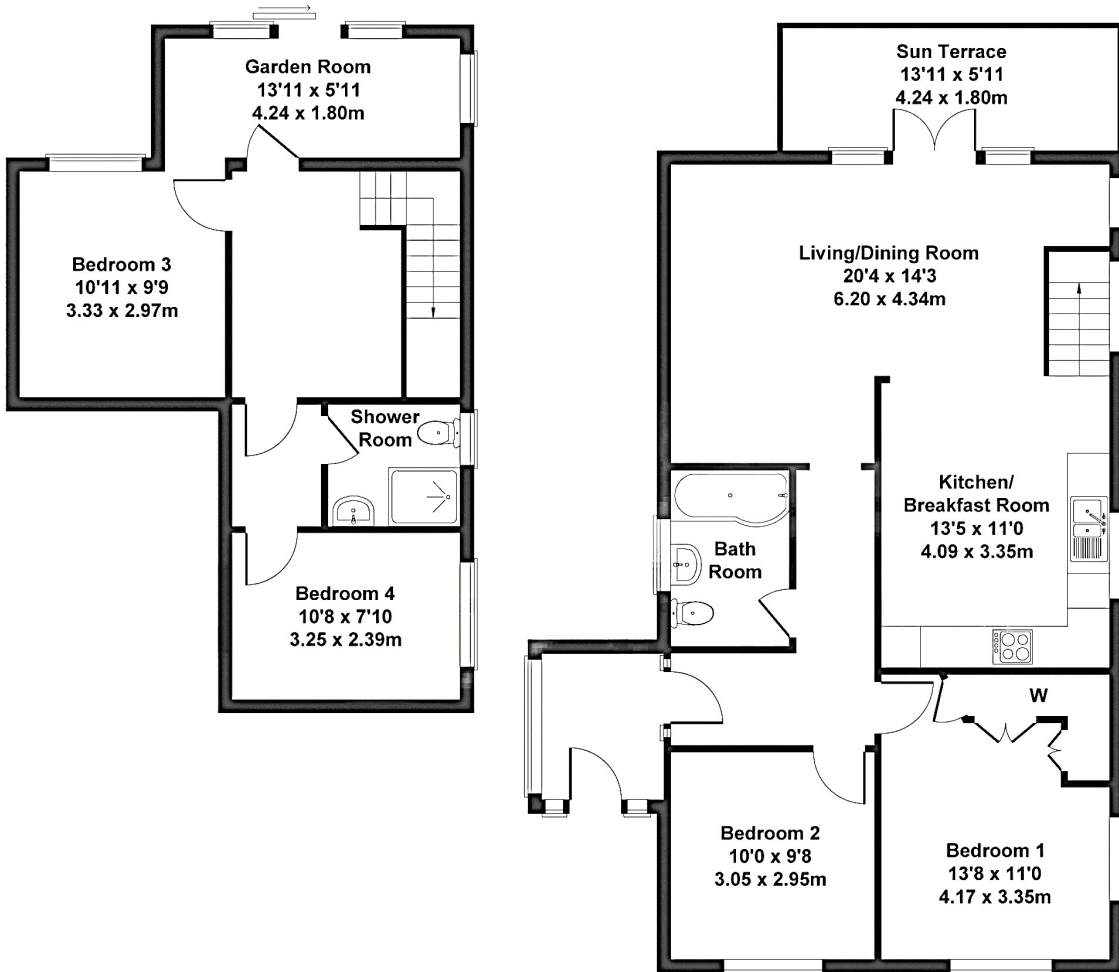 Garden Room
13'11 x 5'11
4.24 x 1.80m
Bedroom 3
10'11 x 9'9
3.33 x 2.97m
Shower
Room
Bedroom 4
10'8 x 7'10
3.25 x 2.39m
Sun Terrace
13'11 x 5'11
4.24 x 1.80m
Living/Dining Room
20'4 x 14'3
6.20 x 4.34m
Kitchen/
Breakfast Room
13'5 x 11'0
4.09 x 3.35m
Bath
Room
W
Bedroom 2
10'0 x 9'8
3.05 x 2.95m
Bedroom 1
13'8 x 11'0
4.17 x 3.35m